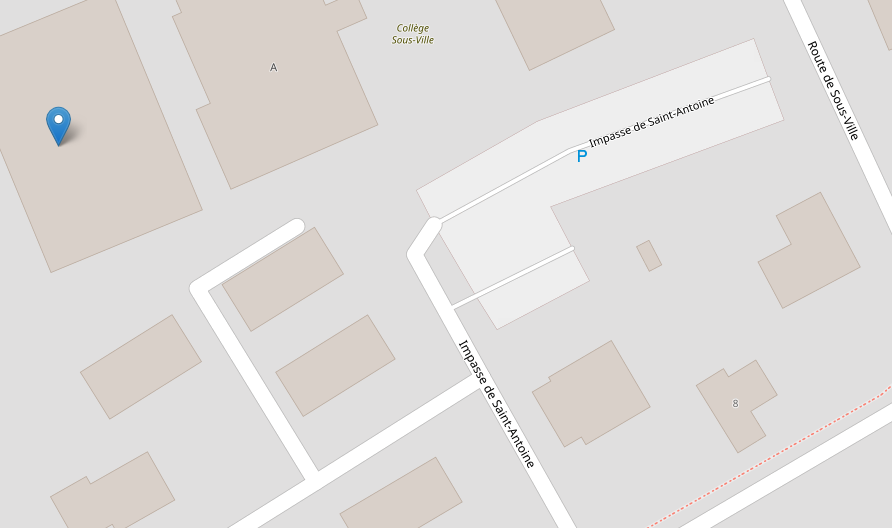 Collège
Sous-Ville
A
Route de Sous-Ville
Impasse de Saint-Antoine
P
Impasse de Saint-Antoine
8